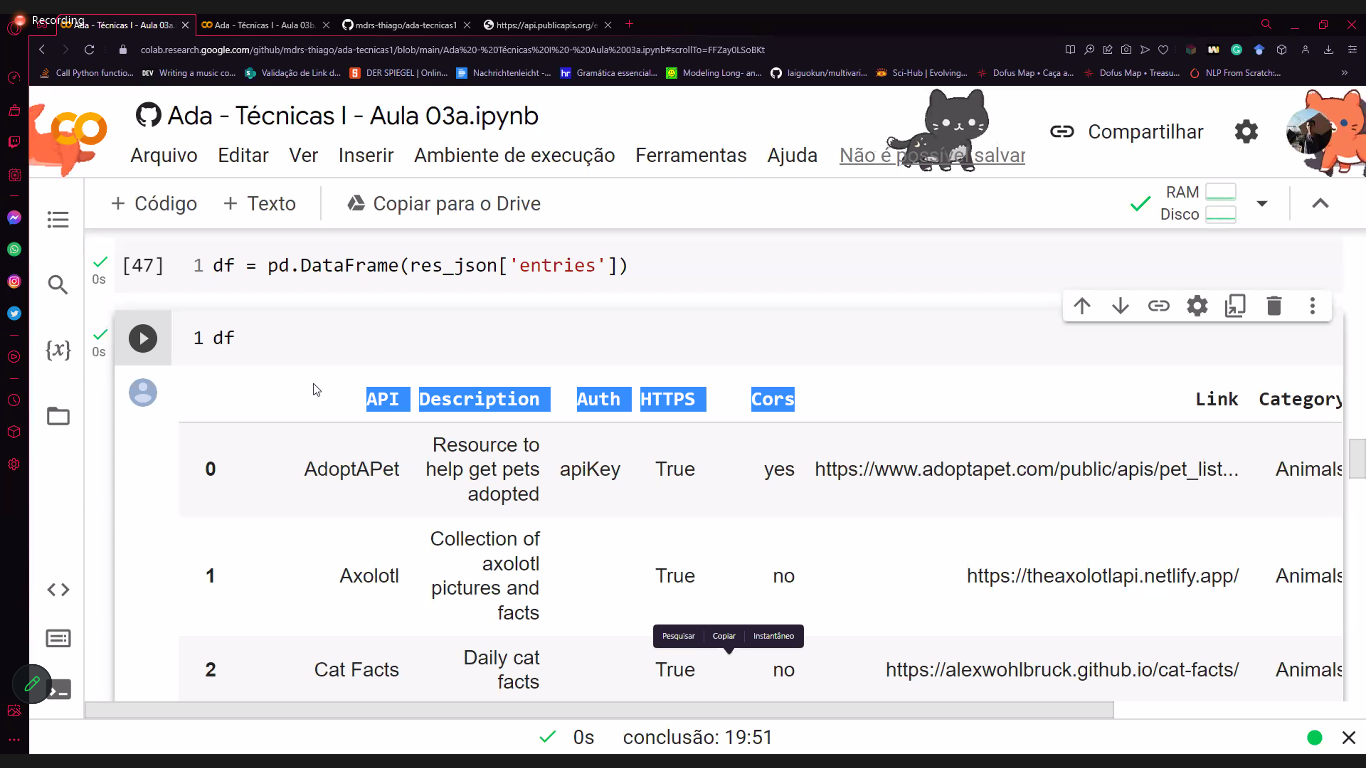 Recording
Ada - Técnicas I - Aula 03a.
Ada - Técnicas I - Aula 03b.
mdrs-thiago/ada-tecnicas1
https://api.publicapis.org/e
colab.research.google.com/github/mdrs-thiago/ada-tecnicas1/blob/main/Ada%20-%20Técnicas%20I%20-%20Aula%2003a.ipynb#scrollTo=FFZay0LSoBKt
Call Python functio...
DEV Writing a music co...
Validação de Link d...
DER SPIEGEL | Onlin...
Nachrichtenleicht -...
hr Gramática essencial...
Modeling Long- an...
laiguokun/multivari...
Sci-Hub | Evolving...
Dofus Map • Caça a...
Dofus Map • Treasu...
NLP From Scratch:...
Ada - Técnicas I - Aula 03a.ipynb
Compartilhar
Arquivo Editar Ver Inserir Ambiente de execução Ferramentas Ajuda Não é possível salvar
+ Código + Texto Copiar para o Drive
RAM
Disco
[47] 1 df = pd.DataFrame(res_json['entries'])
0s
1 df
0s
API Description Auth HTTPS Cors Link Category
0 AdoptAPet Resource to help get pets adopted apiKey True yes https://www.adoptapet.com/public/apis/pet_list... Animals
1 Axolotl Collection of axolotl pictures and facts True no https://theaxolotlapi.netlify.app/ Animals
Pesquisar Copiar Instantâneo
2 Cat Facts Daily cat facts True no https://alexwohlbruck.github.io/cat-facts/ Animals
0s conclusão: 19:51